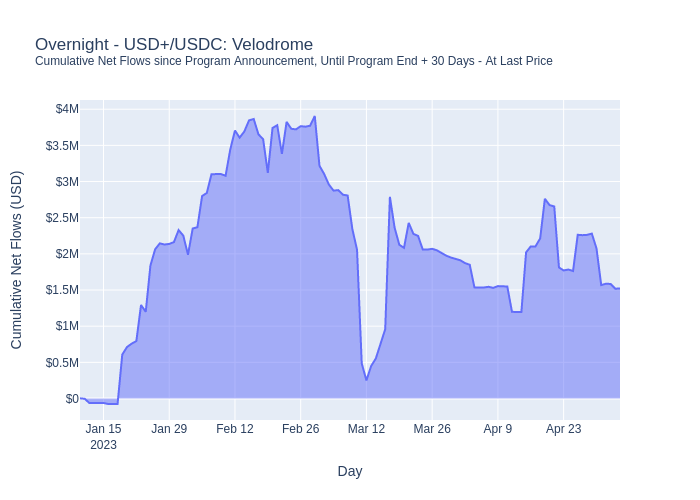 Overnight - USD+/USDC: Velodrome
Cumulative Net Flows since Program Announcement, Until Program End + 30 Days - At Last Price
Cumulative Net Flows (USD)
$4M
$3.5M
$3M
$2.5M
$2M
$1.5M
$1M
$0.5M
$0
Jan 15
2023
Jan 29
Feb 12
Feb 26
Mar 12
Mar 26
Apr 9
Apr 23
Day